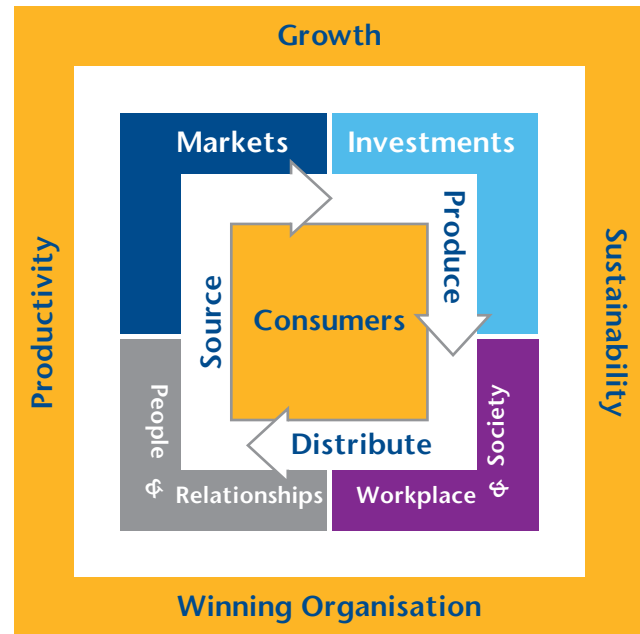 Growth
Markets
Investments
Produce
Source
Consumers
Productivity
Sustainability
People
&
Relationships
Distribute
Workplace
& Society
Winning Organisation